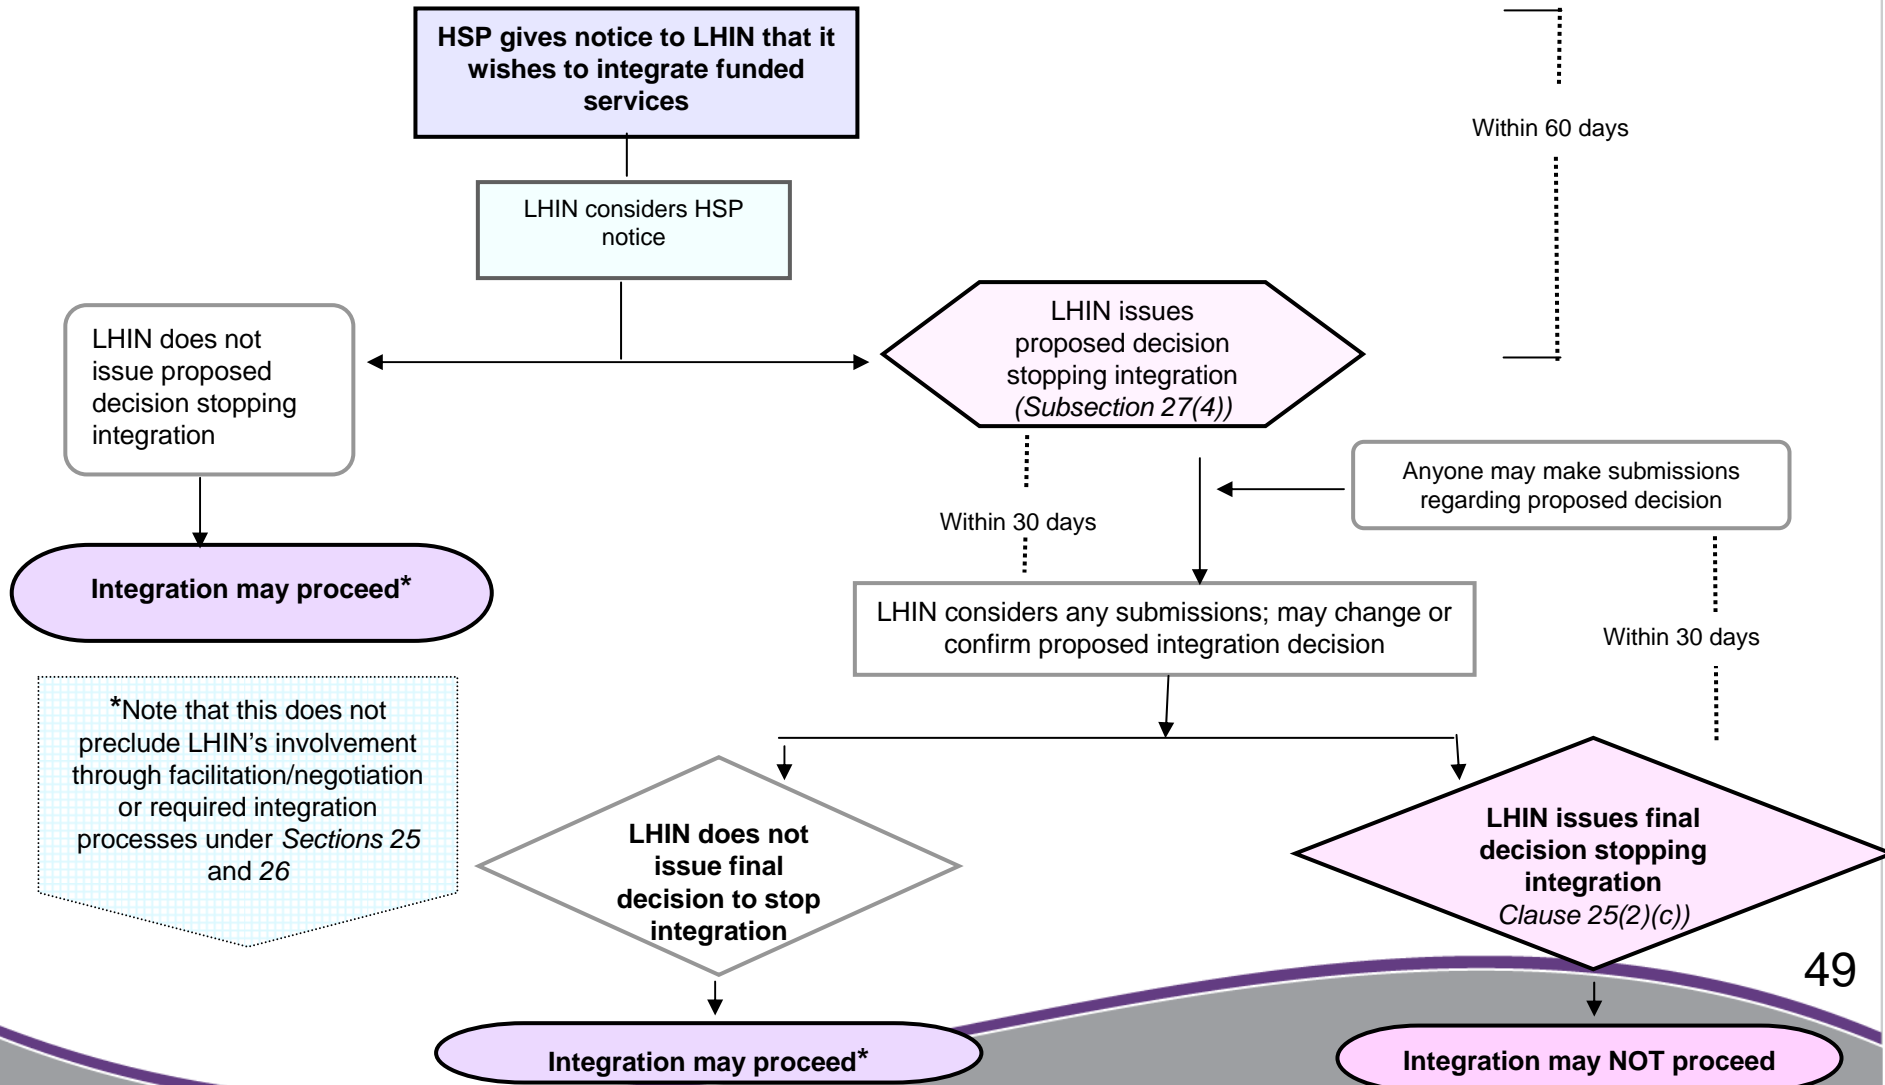 HSP gives notice to LHIN that it
wishes to integrate funded
services
Within 60 days
LHIN considers HSP
notice
LHIN does not
issue proposed
decision stopping
integration
LHIN issues
proposed decision
stopping integration
(Subsection 27(4))
Anyone may make submissions
regarding proposed decision
Within 30 days
Integration may proceed*
LHIN considers any submissions; may change or
confirm proposed integration decision
Within 30 days
*Note that this does not
preclude LHIN’s involvement
through facilitation/negotiation
or required integration
processes under Sections 25
and 26
LHIN does not
issue final
decision to stop
integration
LHIN issues final
decision stopping
integration
Clause 25(2)(c))
49
Integration may proceed*
Integration may NOT proceed